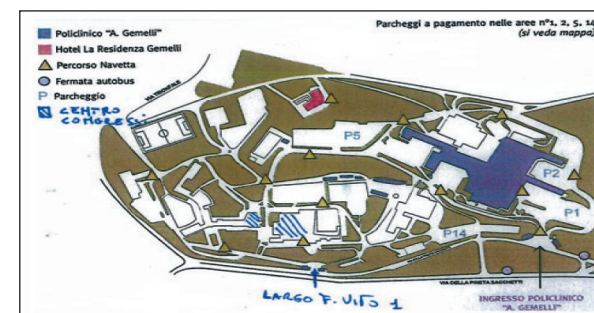 Parcheggi a pagamento nelle aree n°1, 2, 5, 14
(si veda mappa)
Policlinico "A. Gemelli"
Hotel La Residenza Gemelli
Percorso Navetta
Fermata autobus
P Parcheggio
CENTRO
CONGRESSI
VIA TRIONFALE
P5
P2
P1
P14
VIA DELLA PINETA SACCHETTI
LARGO F. VITO 1
INGRESSO POLICLINICO
"A. GEMELLI"